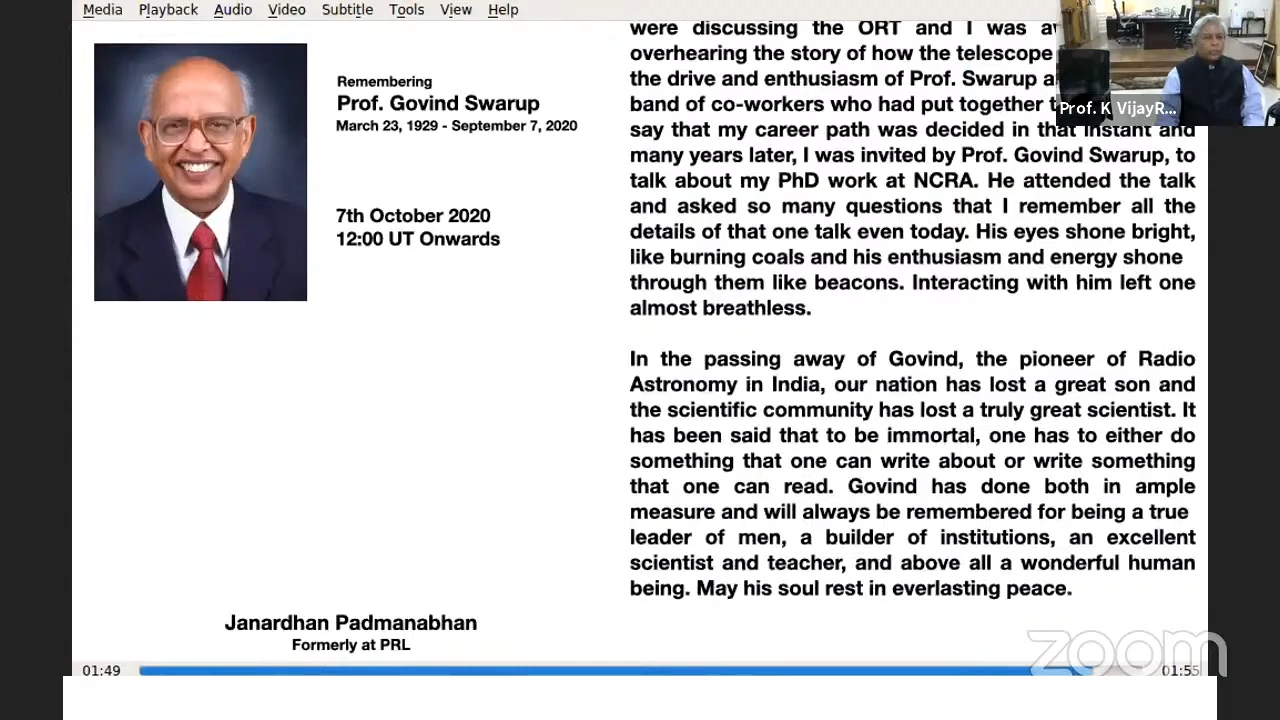 Media Playback Audio Video Subtitle Tools View Help
Remembering
Prof. Govind Swarup
March 23, 1929 - September 7, 2020
7th October 2020
12:00 UT Onwards
were discussing the ORT and I was
overhearing the story of how the telescope
the drive and enthusiasm of Prof. Swarup
band of co-workers who had put together
say that my career path was decided in that instant and
many years later, I was invited by Prof. Govind Swarup, to
talk about my PhD work at NCRA. He attended the talk
and asked so many questions that I remember all the
details of that one talk even today. His eyes shone bright,
like burning coals and his enthusiasm and energy shone
through them like beacons. Interacting with him left one
almost breathless.
In the passing away of Govind, the pioneer of Radio
Astronomy in India, our nation has lost a great son and
the scientific community has lost a truly great scientist. It
has been said that to be immortal, one has to either do
something that one can write about or write something
that one can read. Govind has done both in ample
measure and will always be remembered for being a true
leader of men, a builder of institutions, an excellent
scientist and teacher, and above all a wonderful human
being. May his soul rest in everlasting peace.
Prof. K VijayR...
Janardhan Padmanabhan
Formerly at PRL
zoom
01:49
01:55